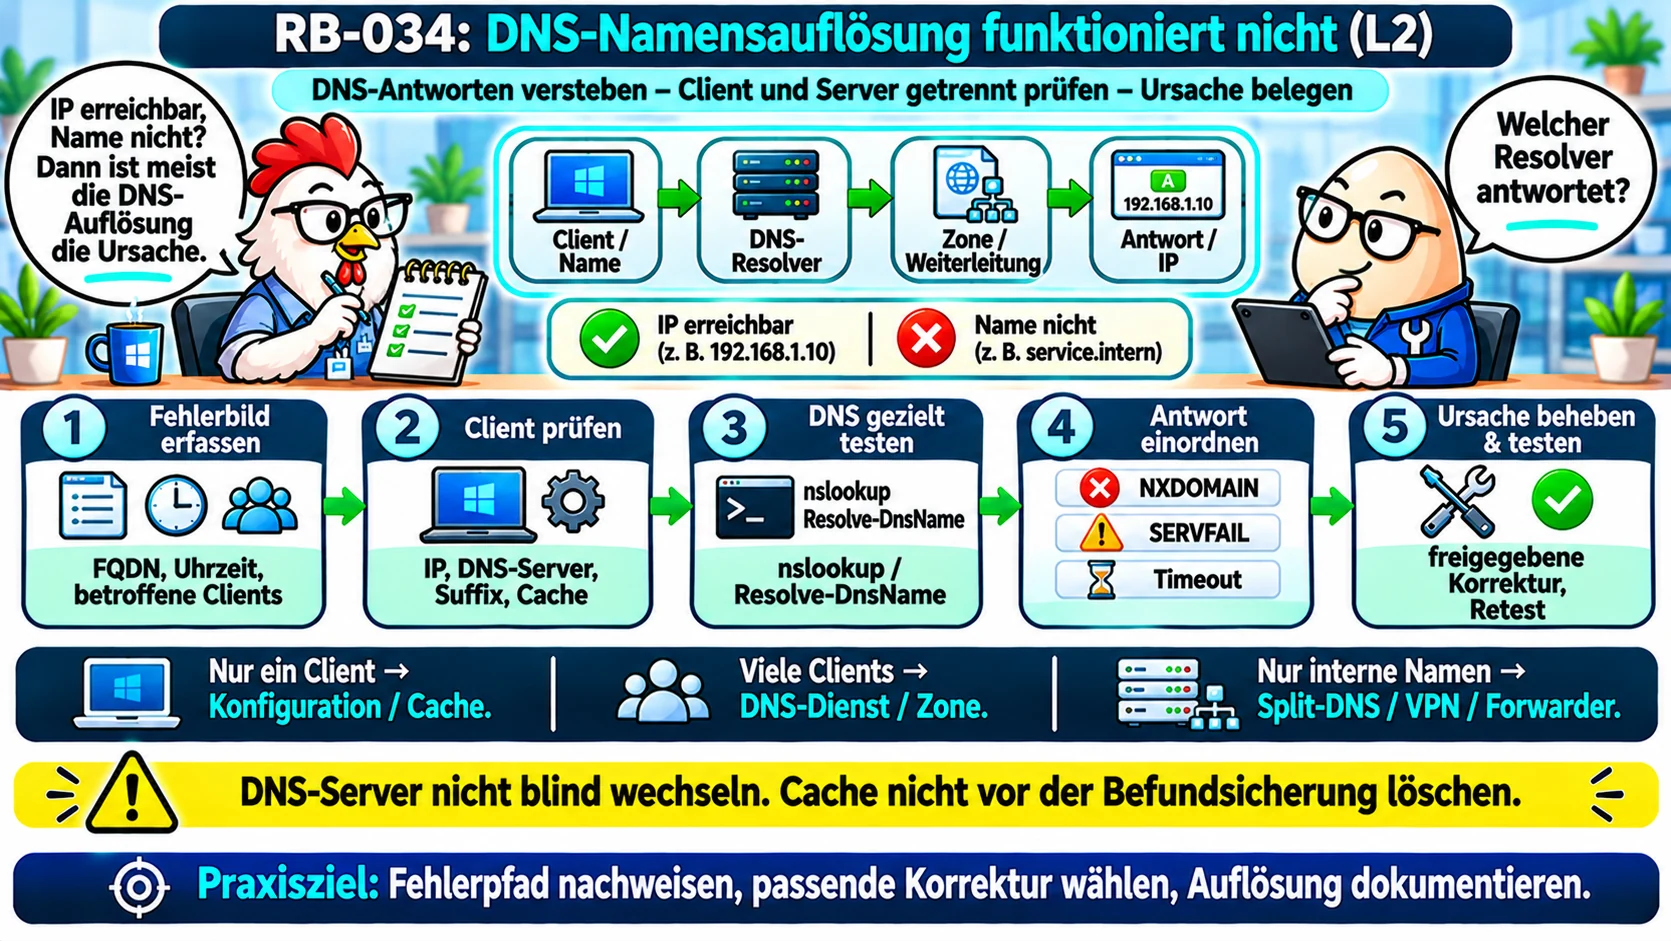 RB-034: DNS-Namensauflösung funktioniert nicht (L2)
DNS-Antworten versteben – Client und Server getrennt prüfen – Ursache belegen
IP erreichbar,
Name nicht?
Dann ist meist
die DNS-
Auflösung
die Ursache.
Welcher
Resolver
antwortet?
Client /
Name
DNS-
Resolver
Zone /
Weiterleitung
A
192.168.1.10
Antwort /
IP
IP erreichbar
(z. B. 192.168.1.10)
Name nicht
(z. B. service.intern)
1
Fehlerbild
erfassen
FQDN, Uhrzeit,
betroffene Clients
2
Client prüfen
IP, DNS-Server,
Suffix, Cache
3
DNS gezielt
testen
>_
nslookup
Resolve-DnsName
nslookup /
Resolve-DnsName
4
Antwort
einordnen
NXDOMAIN
SERVFAIL
Timeout
5
Ursache beheben
& testen
freigegebene
Korrektur,
Retest
Nur ein Client →
Konfiguration / Cache.
Viele Clients →
DNS-Dienst / Zone.
Nur interne Namen →
Split-DNS / VPN / Forwarder.
DNS-Server nicht blind wechseln. Cache nicht vor der Befundsicherung löschen.
Praxisziel: Fehlerpfad nachweisen, passende Korrektur wählen, Auflösung dokumentieren.